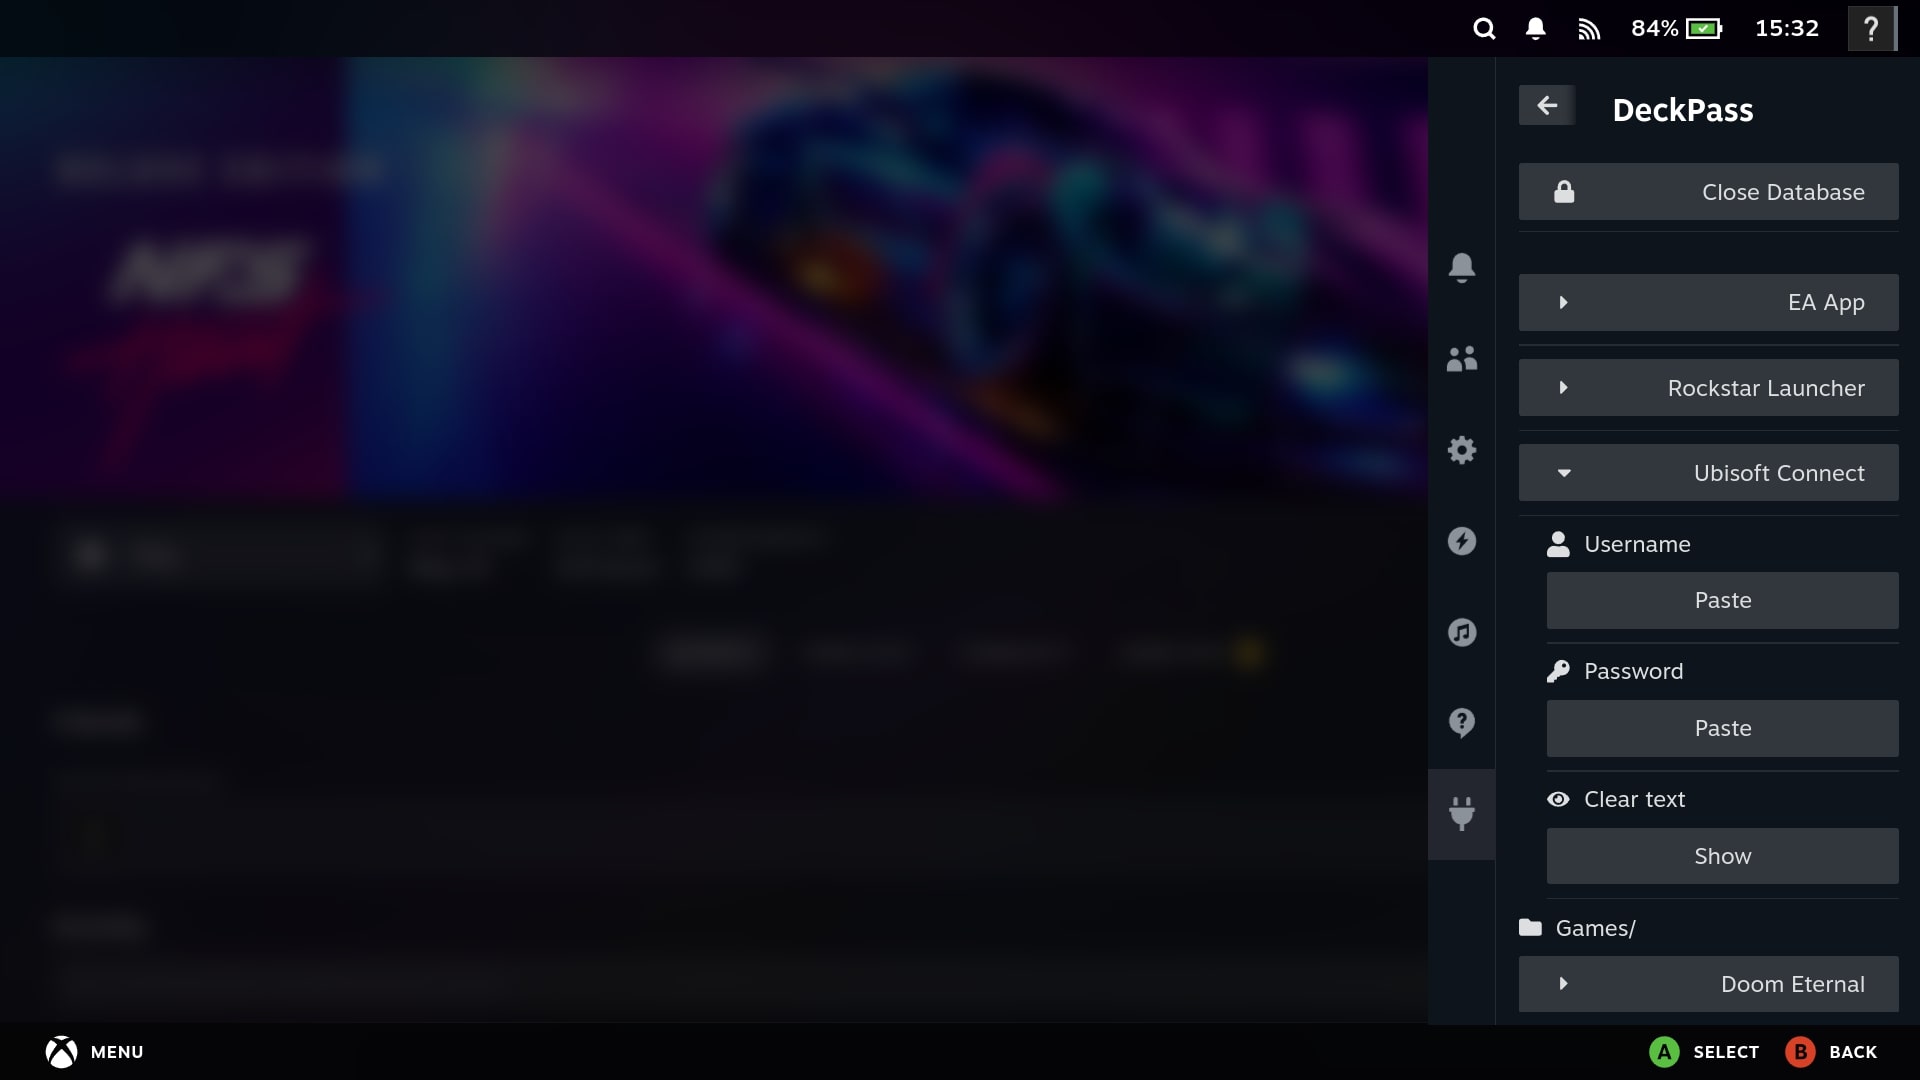 84%
15:32
?
DeckPass
Close Database
EA App
Rockstar Launcher
Ubisoft Connect
Username
Paste
Password
Paste
Clear text
Show
Games/
Doom Eternal
NFS
MENU
A SELECT
B BACK